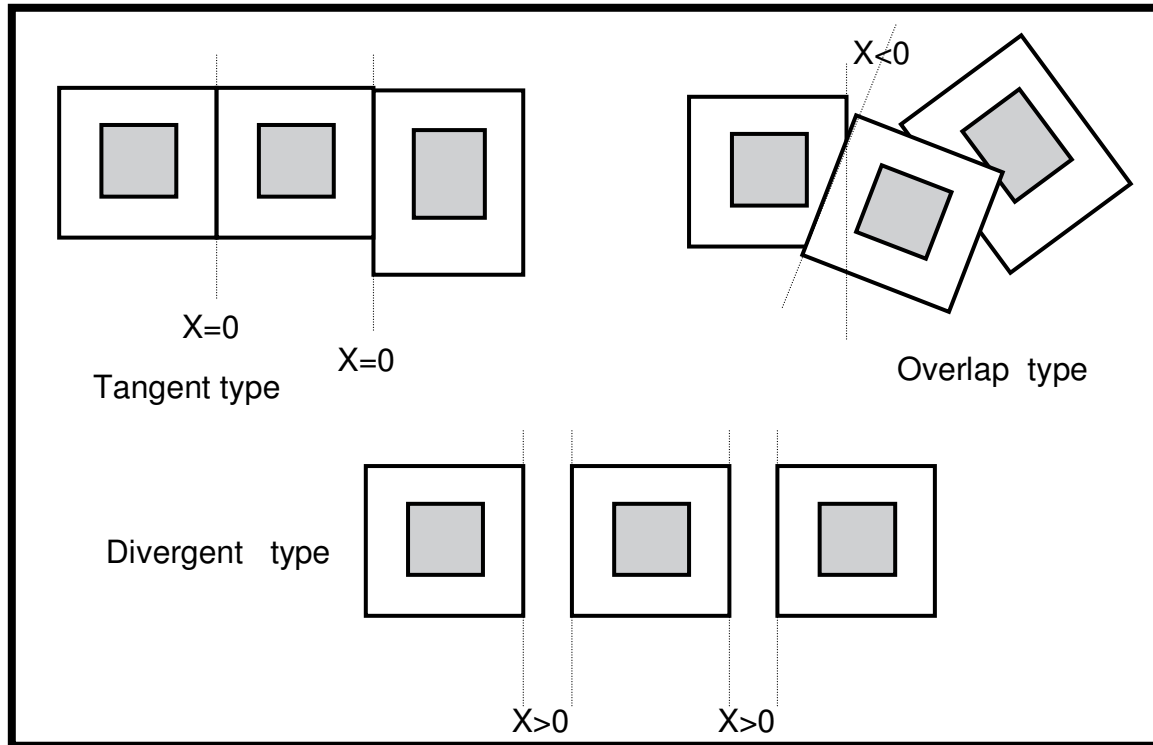 X<0
X=0
X=0
Tangent type
Overlap type
Divergent type
X>0
X>0